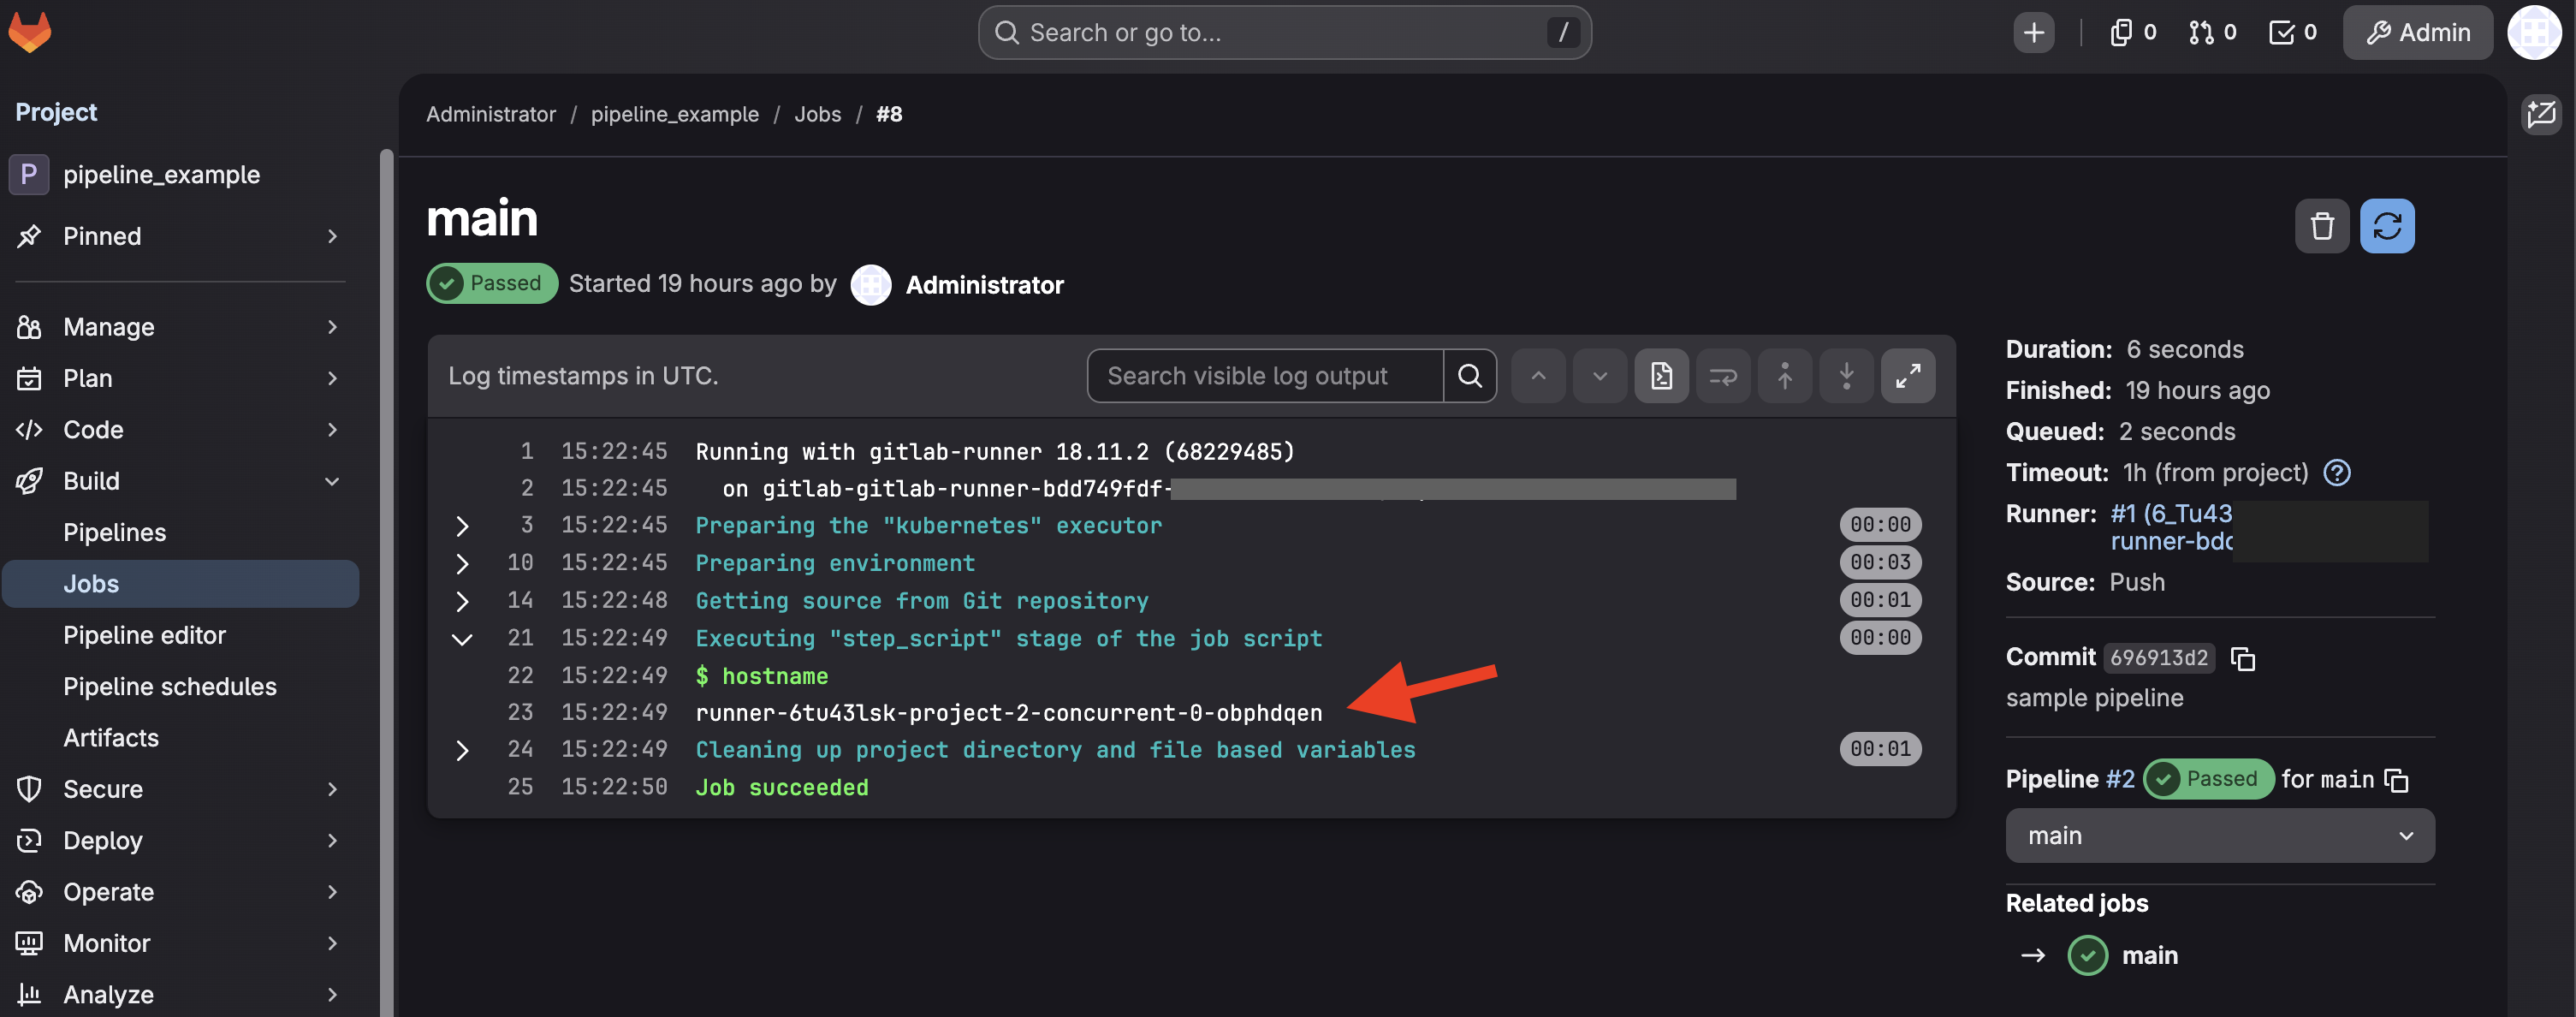 Search or go to...
/
0
0
0
Admin
Project
P pipeline_example
Pinned
Manage
Plan
Code
Build
Pipelines
Jobs
Pipeline editor
Pipeline schedules
Artifacts
Secure
Deploy
Operate
Monitor
Analyze
Administrator / pipeline_example / Jobs / #8
main
Passed Started 19 hours ago by Administrator
Log timestamps in UTC.
Search visible log output
1 15:22:45 Running with gitlab-runner 18.11.2 (68229485)
2 15:22:45 on gitlab-gitlab-runner-bdd749fdf-
3 15:22:45 Preparing the "kubernetes" executor 00:00
10 15:22:45 Preparing environment 00:03
14 15:22:48 Getting source from Git repository 00:01
21 15:22:49 Executing "step_script" stage of the job script 00:00
22 15:22:49 $ hostname
23 15:22:49 runner-6tu43lsk-project-2-concurrent-0-obphdqen
24 15:22:49 Cleaning up project directory and file based variables 00:01
25 15:22:50 Job succeeded
Duration: 6 seconds
Finished: 19 hours ago
Queued: 2 seconds
Timeout: 1h (from project) ?
Runner: #1 (6_Tu43
runner-bdd
Source: Push
Commit 696913d2
sample pipeline
Pipeline #2 Passed for main
main
Related jobs
→ main